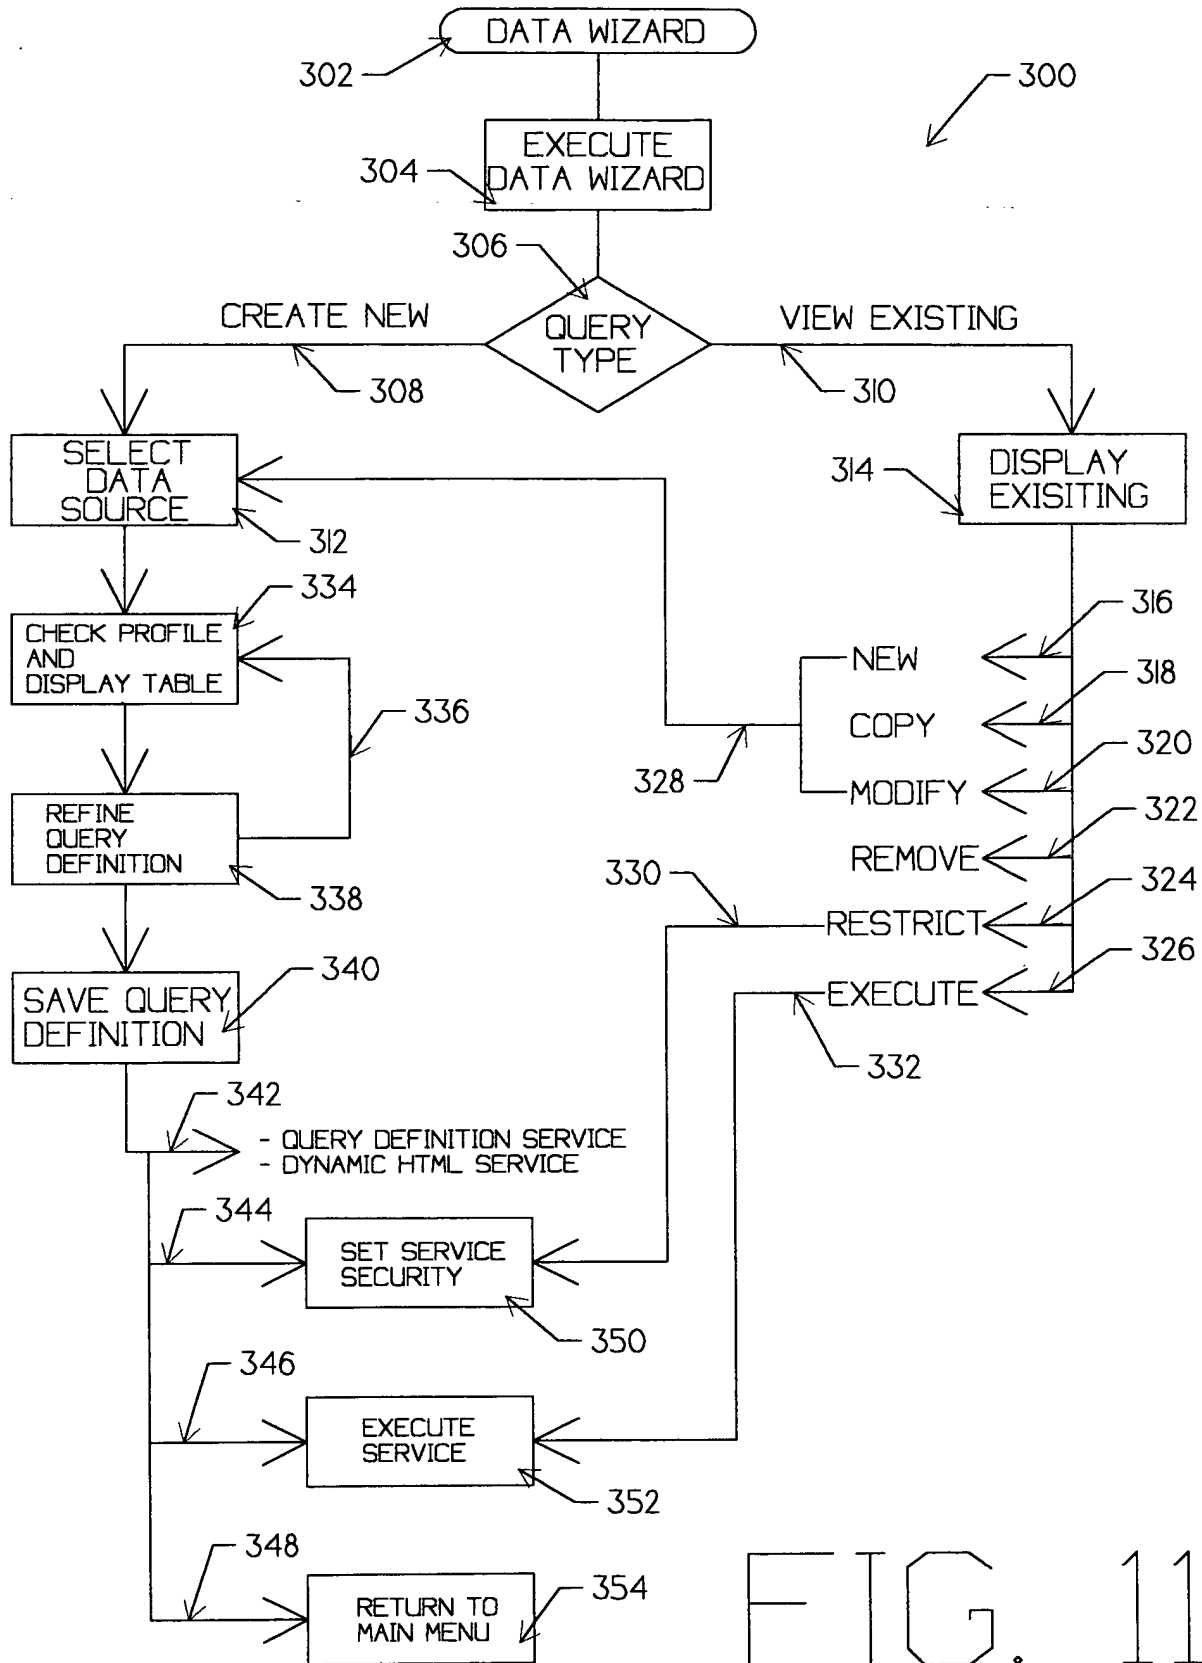 DATA WIZARD
302
300
EXECUTE
DATA WIZARD
304
306
CREATE NEW
QUERY
TYPE
VIEW EXISTING
308
310
SELECT
DATA
SOURCE
312
314
DISPLAY
EXISITING
334
CHECK PROFILE
AND
DISPLAY TABLE
336
316
NEW
318
COPY
328
320
MODIFY
322
REMOVE
REFINE
QUERY
DEFINITION
338
330
324
RESTRICT
326
EXECUTE
332
340
SAVE QUERY
DEFINITION
342
- QUERY DEFINITION SERVICE
- DYNAMIC HTML SERVICE
344
SET SERVICE
SECURITY
350
346
EXECUTE
SERVICE
352
348
RETURN TO
MAIN MENU
354
FIG. 11